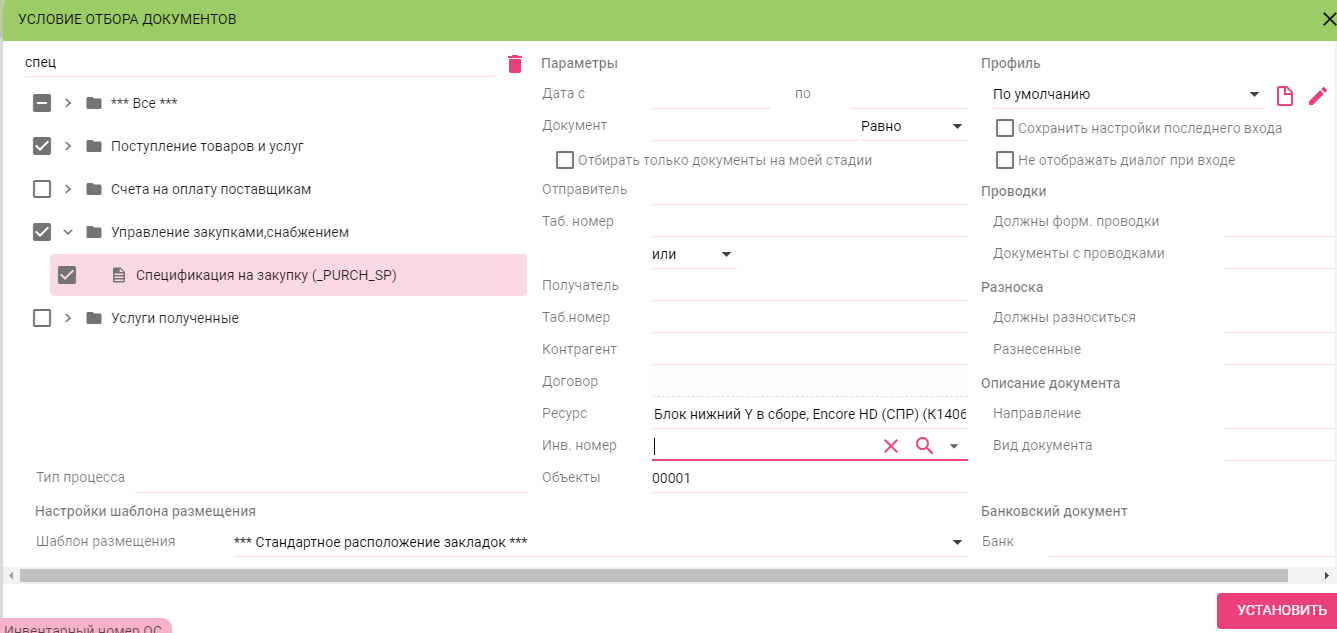 УСЛОВИЕ ОТБОРА ДОКУМЕНТОВ
спец
*** Все ***
Поступление товаров и услуг
Счета на оплату поставщикам
Управление закупками,снабжением
Спецификация на закупку (_PURCH_SP)
Услуги полученные
Тип процесса
Настройки шаблона размещения
Шаблон размещения *** Стандартное расположение закладок ***
Параметры
Дата с по
Документ Равно
Отбирать только документы на моей стадии
Отправитель
Таб. номер
или
Получатель
Таб.номер
Контрагент
Договор
Ресурс Блок нижний Y в сборе, Encore HD (СПР) (К1406
Инв. номер
Объекты 00001
Профиль
По умолчанию
Сохранить настройки последнего входа
Не отображать диалог при входе
Проводки
Должны форм. проводки
Документы с проводками
Разноска
Должны разноситься
Разнесенные
Описание документа
Направление
Вид документа
Банковский документ
Банк
УСТАНОВИТЬ
Инвентарный номер ОС